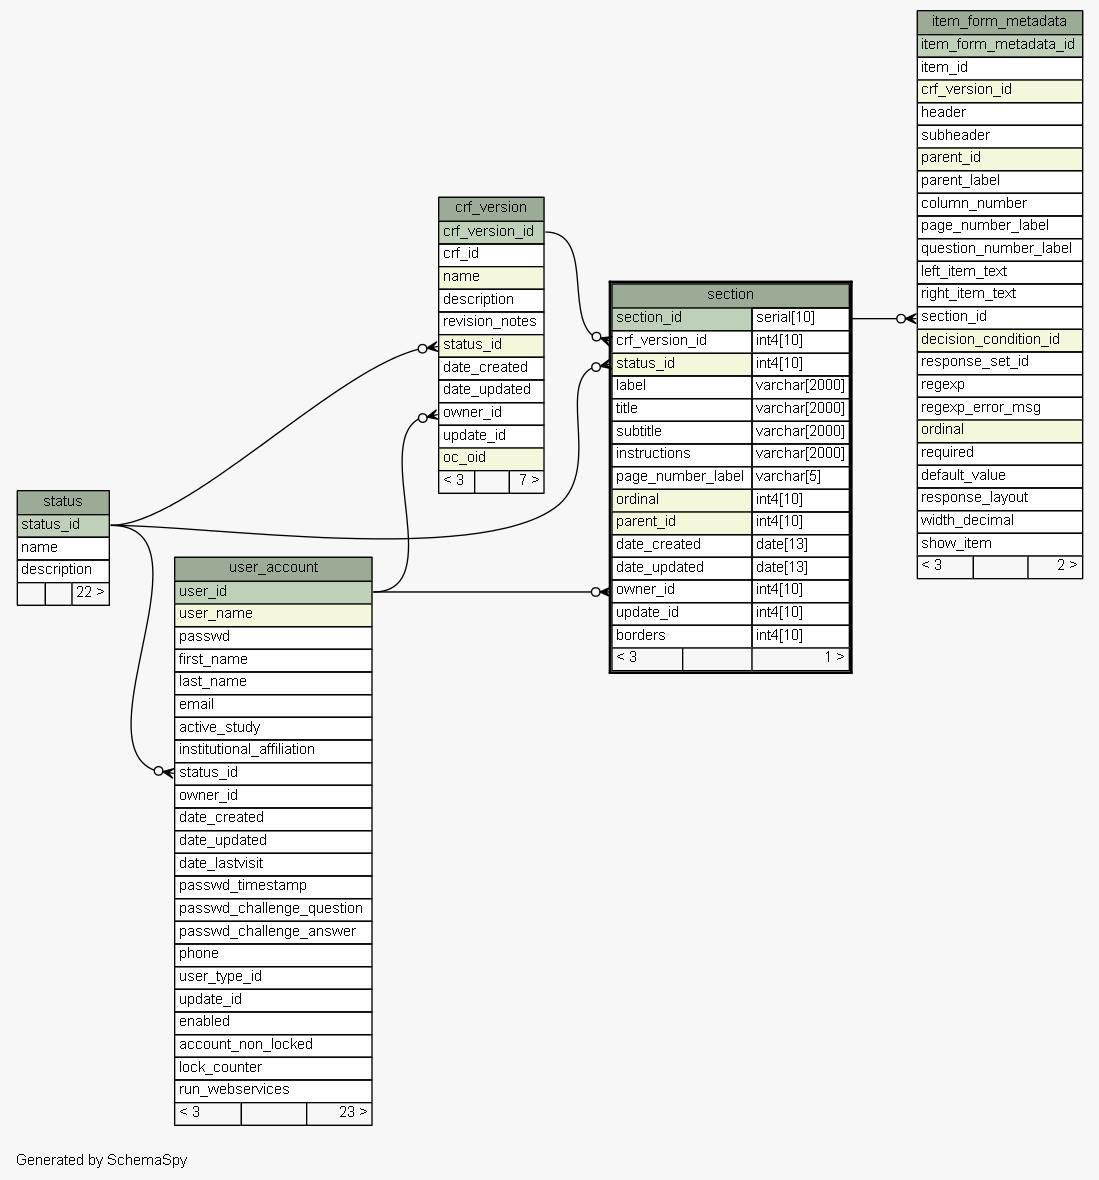 item_form_metadata
item_form_metadata_id
item_id
crf_version_id
header
subheader
parent_id
parent_label
column_number
page_number_label
question_number_label
left_item_text
right_item_text
section_id
decision_condition_id
response_set_id
regexp
regexp_error_msg
ordinal
required
default_value
response_layout
width_decimal
show_item
< 3 2 >
crf_version
crf_version_id
crf_id
name
description
revision_notes
status_id
date_created
date_updated
owner_id
update_id
oc_oid
< 3 7 >
section
section_id serial[10]
crf_version_id int4[10]
status_id int4[10]
label varchar[2000]
title varchar[2000]
subtitle varchar[2000]
instructions varchar[2000]
page_number_label varchar[5]
ordinal int4[10]
parent_id int4[10]
date_created date[13]
date_updated date[13]
owner_id int4[10]
update_id int4[10]
borders int4[10]
< 3 1 >
status
status_id
name
description
22 >
user_account
user_id
user_name
passwd
first_name
last_name
email
active_study
institutional_affiliation
status_id
owner_id
date_created
date_updated
date_lastvisit
passwd_timestamp
passwd_challenge_question
passwd_challenge_answer
phone
user_type_id
update_id
enabled
account_non_locked
lock_counter
run_webservices
< 3 23 >
Generated by SchemaSpy